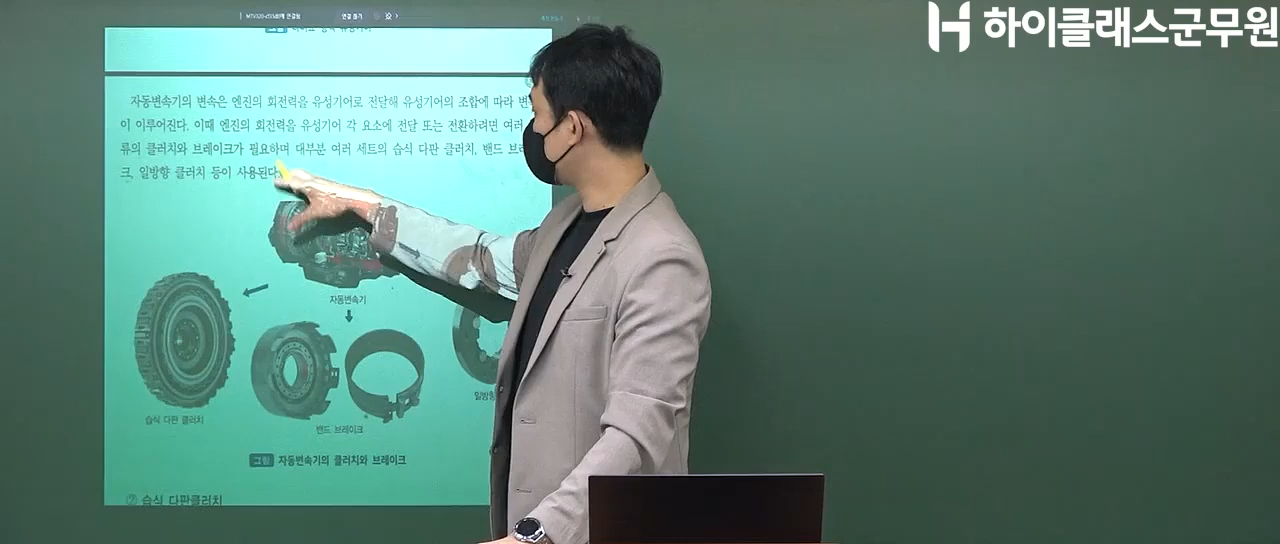 하이클래스군무원
연결 끊기
자동변속기의 변속은 엔진의 회전력을 유성기어로 전달해 유성기어의 조합에 따라
이 이루어진다. 이때 엔진의 회전력을 유성기어 각 요소에 전달 또는 전환하려면 여러
류의 클러치와 브레이크가 필요하며 대부분 여러 세트의 습식 다판 클러치, 밴드
크, 일방향 클러치 등이 사용된다.
자동변속기
습식 다판 클러치
밴드 브레이크
그림 자동변속기의 클러치와 브레이크
② 습식 다판클러치